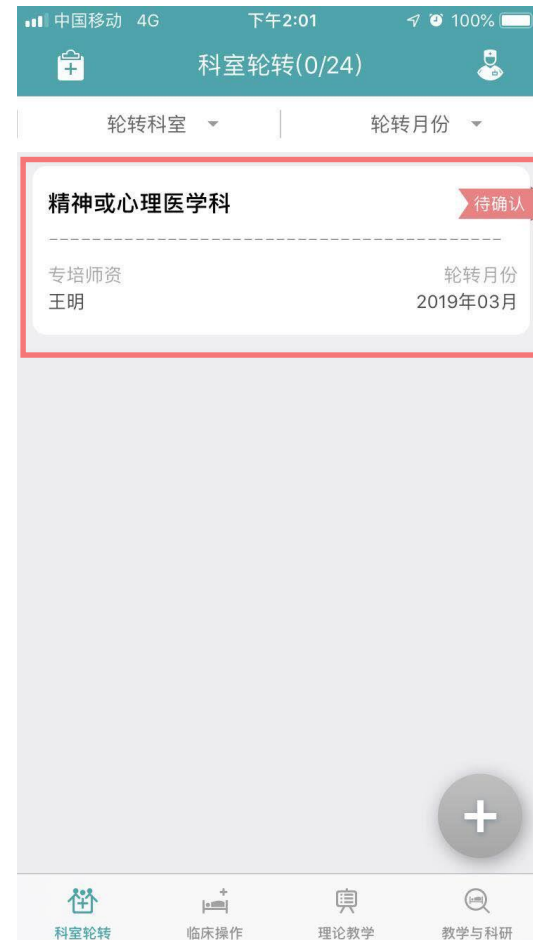 中国移动 4G 下午2:01 100%
科室轮转(0/24)
轮转科室 轮转月份
精神或心理医学科 待确认
专培师资 轮转月份
王明 2019年03月
科室轮转 临床操作 理论教学 教学与科研